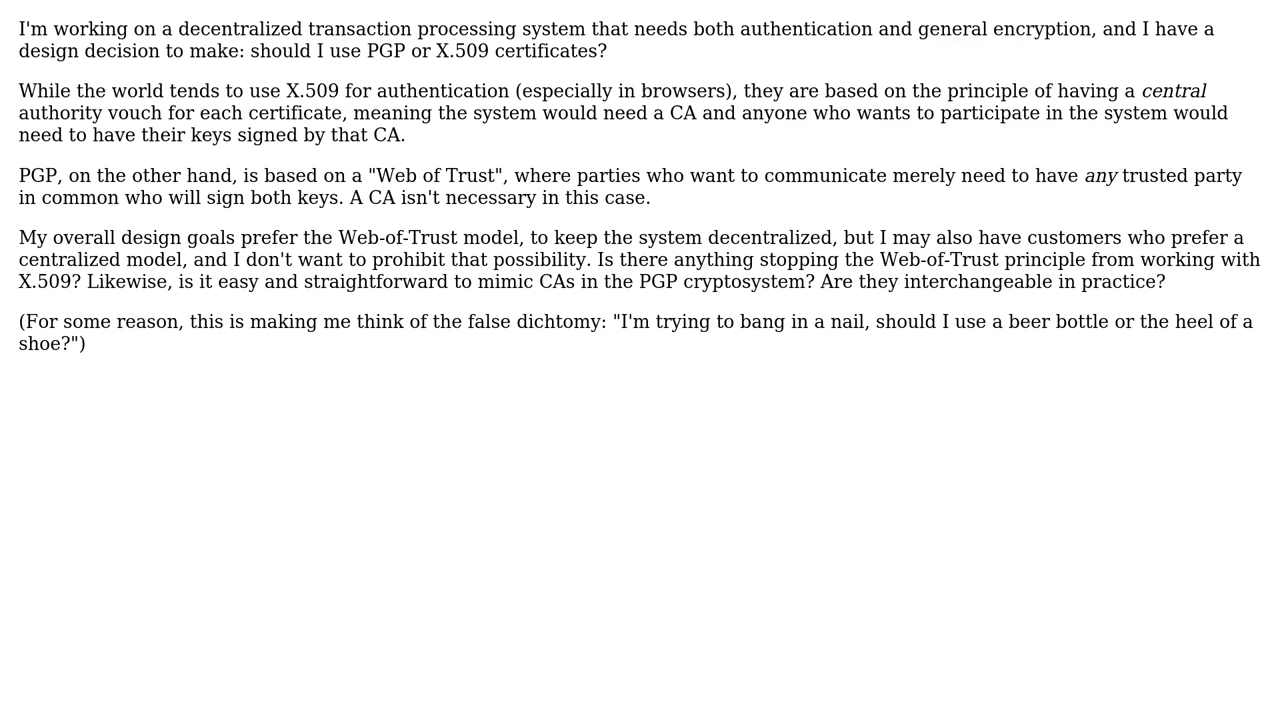 I'm working on a decentralized transaction processing system that needs both authentication and general encryption, and I have a
design decision to make: should I use PGP or X.509 certificates?
While the world tends to use X.509 for authentication (especially in browsers), they are based on the principle of having a central
authority vouch for each certificate, meaning the system would need a CA and anyone who wants to participate in the system would
need to have their keys signed by that CA.
PGP, on the other hand, is based on a "Web of Trust", where parties who want to communicate merely need to have any trusted party
in common who will sign both keys. A CA isn't necessary in this case.
My overall design goals prefer the Web-of-Trust model, to keep the system decentralized, but I may also have customers who prefer a
centralized model, and I don't want to prohibit that possibility. Is there anything stopping the Web-of-Trust principle from working with
X.509? Likewise, is it easy and straightforward to mimic CAs in the PGP cryptosystem? Are they interchangeable in practice?
(For some reason, this is making me think of the false dichtomy: "I'm trying to bang in a nail, should I use a beer bottle or the heel of a
shoe?")